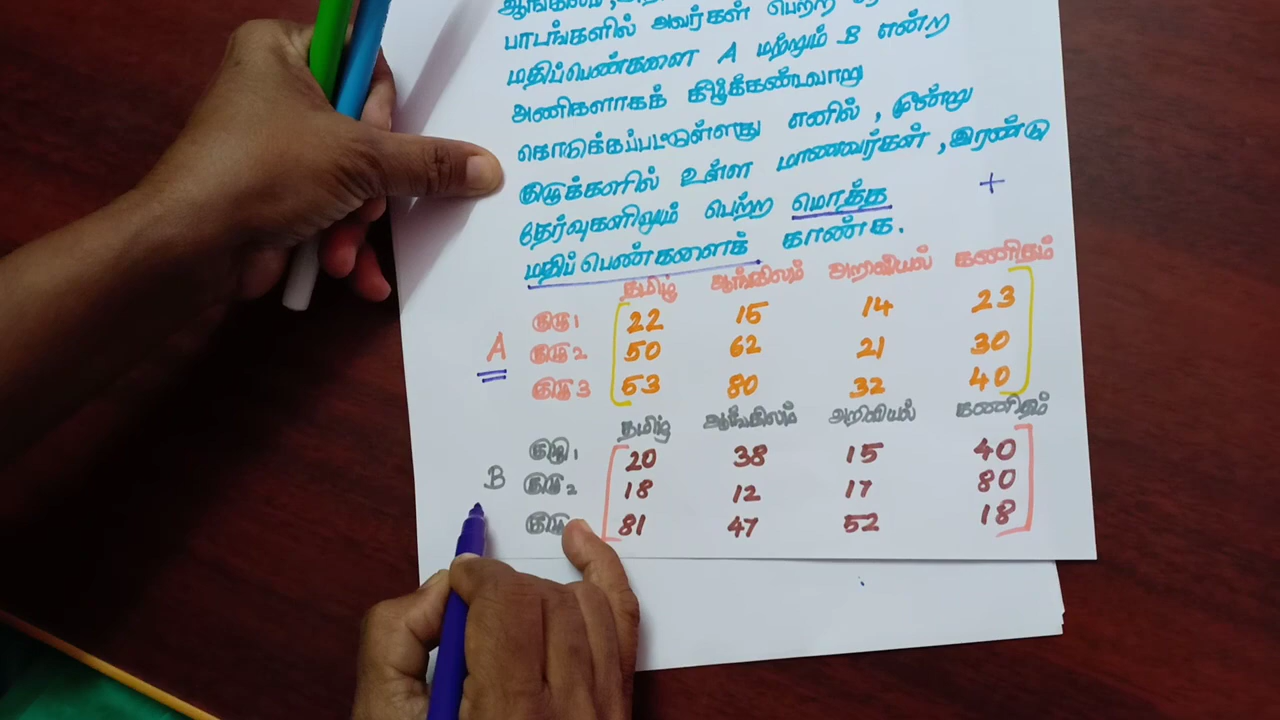 பாடங்களில் அவர்கள் பெற்ற
மதிப்பெண்களை A மற்றும் B என்ற
அணிகளாகக் கீழ்க்கண்டவாறு
கொடுக்கப்பட்டுள்ளது எனில் , மூன்று
குழுக்களில் உள்ள மாணவர்கள் , இரண்டு
தேர்வுகளிலும் பெற்ற மொத்த +
மதிப்பெண்களைக் காண்க.
தமிழ் ஆங்கிலம் அறிவியல் கணிதம்
குழு 1 22 15 14 23
A குழு 2 50 62 21 30
குழு 3 53 80 32 40
தமிழ் ஆங்கிலம் அறிவியல் கணிதம்
குழு 1 20 38 15 40
B குழு 2 18 12 17 80
குழு 81 47 52 18